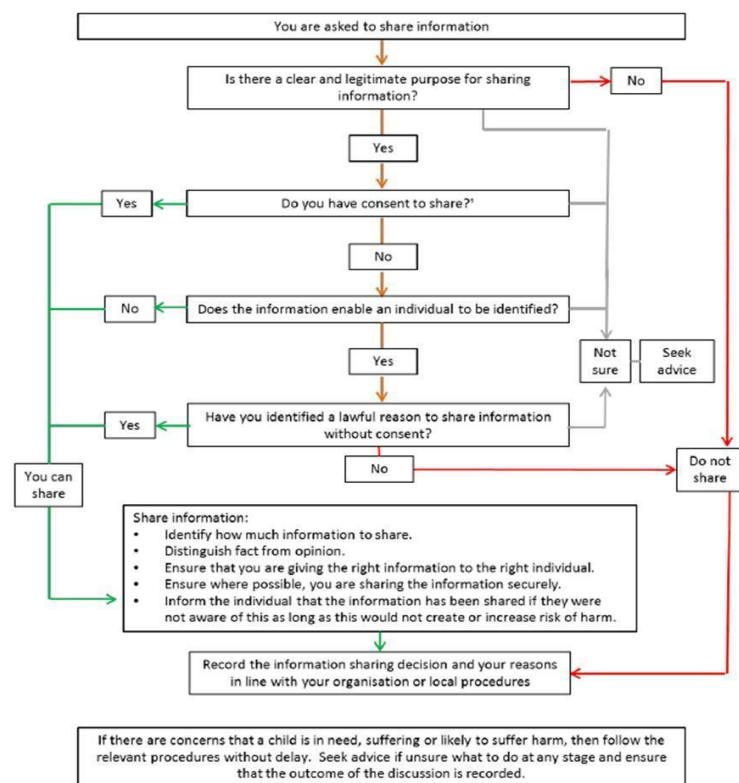 You are asked to share information
Is there a clear and legitimate purpose for sharing
information?
No
Yes
Yes
Do you have consent to share?¹
No
No
Does the information enable an individual to be identified?
Yes
Not
sure
Seek
advice
Yes
Have you identified a lawful reason to share information
without consent?
No
You can
share
Do not
share
Share information:
• Identify how much information to share.
• Distinguish fact from opinion.
• Ensure that you are giving the right information to the right individual.
• Ensure where possible, you are sharing the information securely.
• Inform the individual that the information has been shared if they were
not aware of this as long as this would not create or increase risk of harm.
Record the information sharing decision and your reasons
in line with your organisation or local procedures
If there are concerns that a child is in need, suffering or likely to suffer harm, then follow the
relevant procedures without delay. Seek advice if unsure what to do at any stage and ensure
that the outcome of the discussion is recorded.